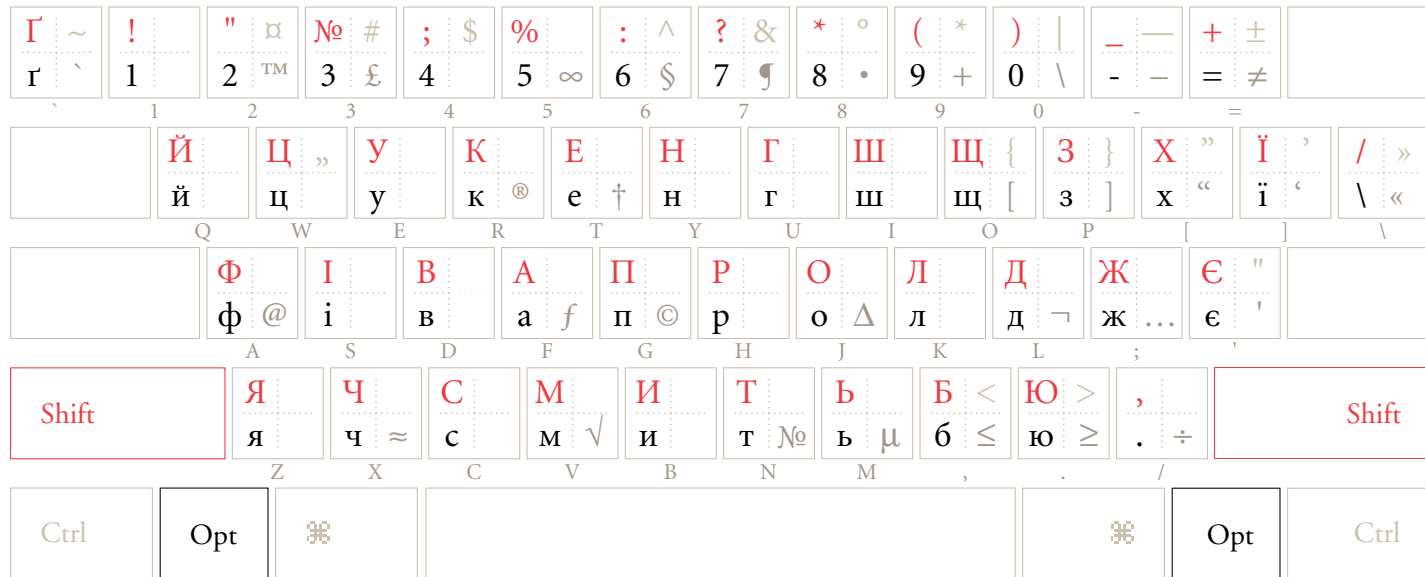 Ґ ~ ! " ¤ № # ; $ % : ^ ? & * ° ( * ) | _ — + ±
ґ ` 1 2 ™ 3 £ 4 5 ∞ 6 § 7 ¶ 8 • 9 + 0 \ - – = ≠
` 1 2 3 4 5 6 7 8 9 0 - =
Й Ц „ У К Е Н Г Ш Щ { З } Х ” Ї ’ / »
й ц у к ® е † н г ш щ [ з ] х “ ї ‘ \ «
Q W E R T Y U I O P [ ] \
Ф І В А П Р О Л Д Ж Є "
ф @ і в а ƒ п © р о ∆ л д ¬ ж … є '
A S D F G H J K L ; '
Shift Я Ч С М И Т Ь Б < Ю > , Shift
я ч ≈ с м √ и т № ь µ б ≤ ю ≥ . ÷
Z X C V B N M , . /
Ctrl Opt ⌘ ⌘ Opt Ctrl